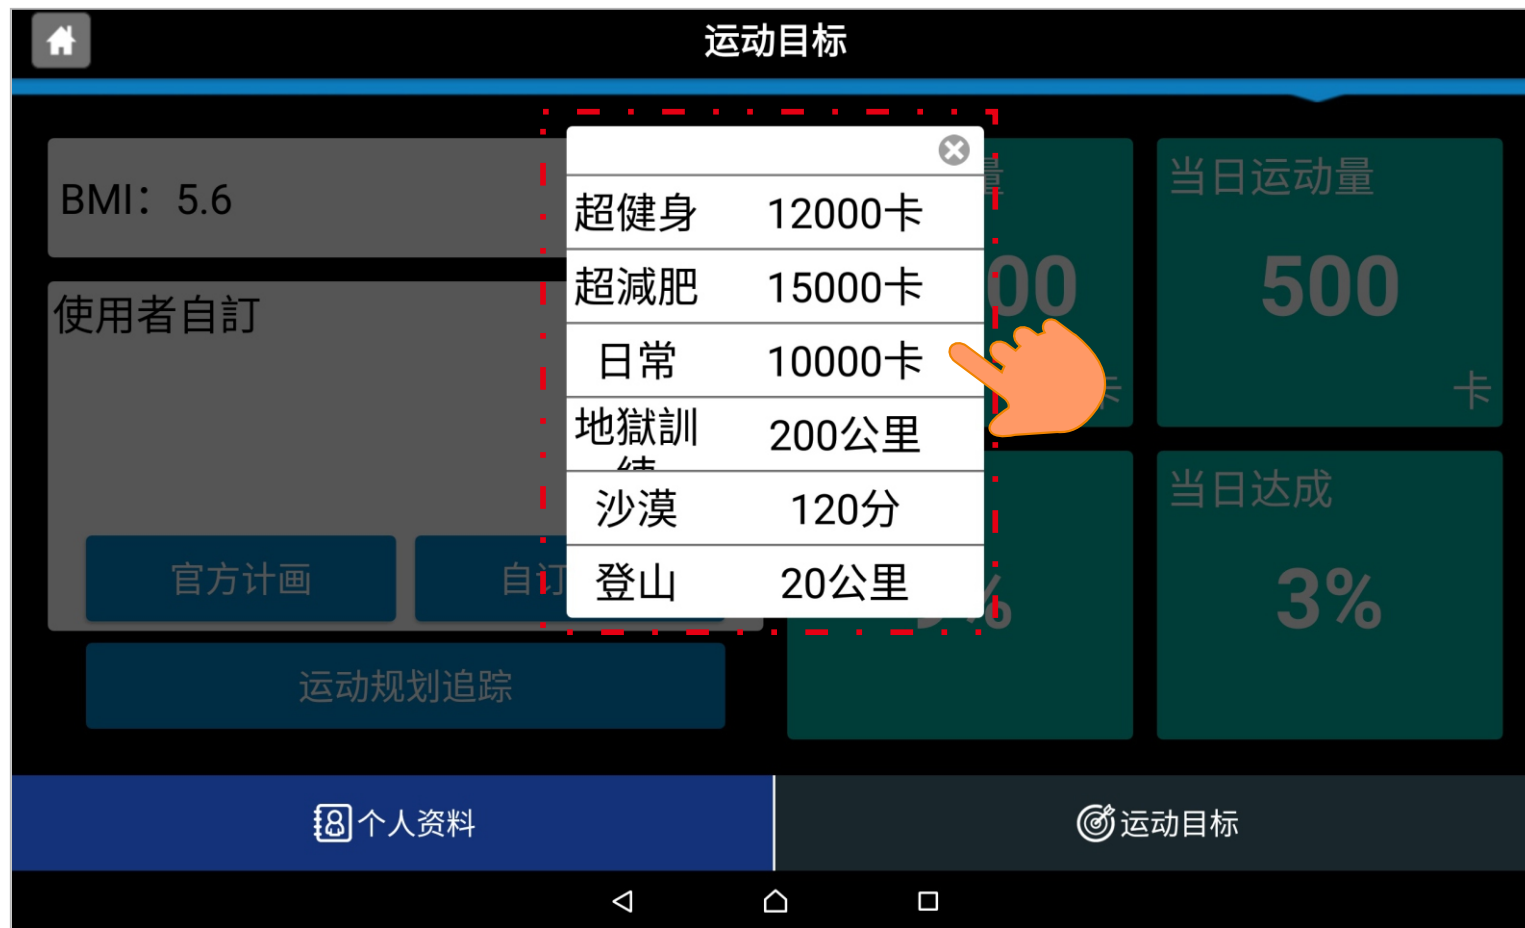 运动目标
BMI：5.6
使用者自訂
官方计画
自订
运动规划追踪
超健身 12000卡
超減肥 15000卡
日常 10000卡
地獄訓
200公里
沙漠 120分
登山 20公里
量
00
卡
%
当日运动量
500
卡
当日达成
3%
个人资料
运动目标